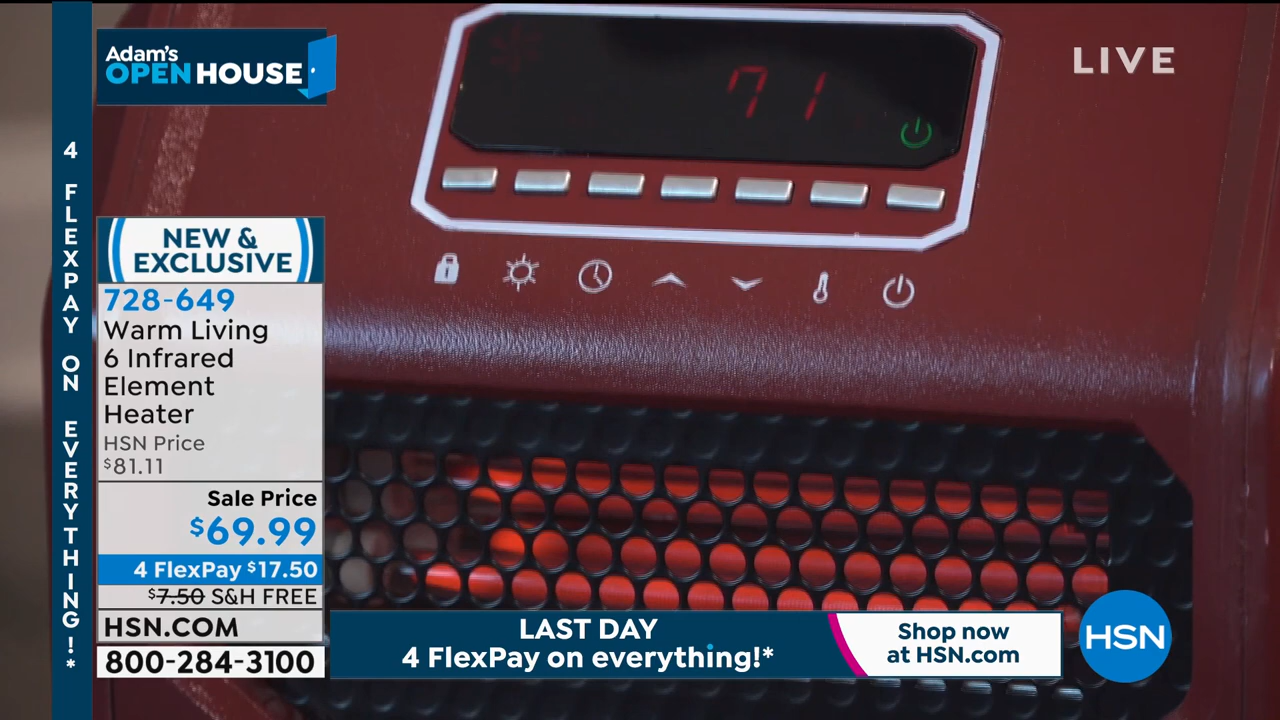 Adam's
OPEN HOUSE
LIVE
71
4 FLEXPAY ON EVERYTHING!*
NEW &
EXCLUSIVE
728-649
Warm Living
6 Infrared
Element
Heater
HSN Price
$81.11
Sale Price
$69.99
4 FlexPay $17.50
$7.50 S&H FREE
HSN.COM
800-284-3100
LAST DAY
4 FlexPay on everything!*
Shop now
at HSN.com
HSN